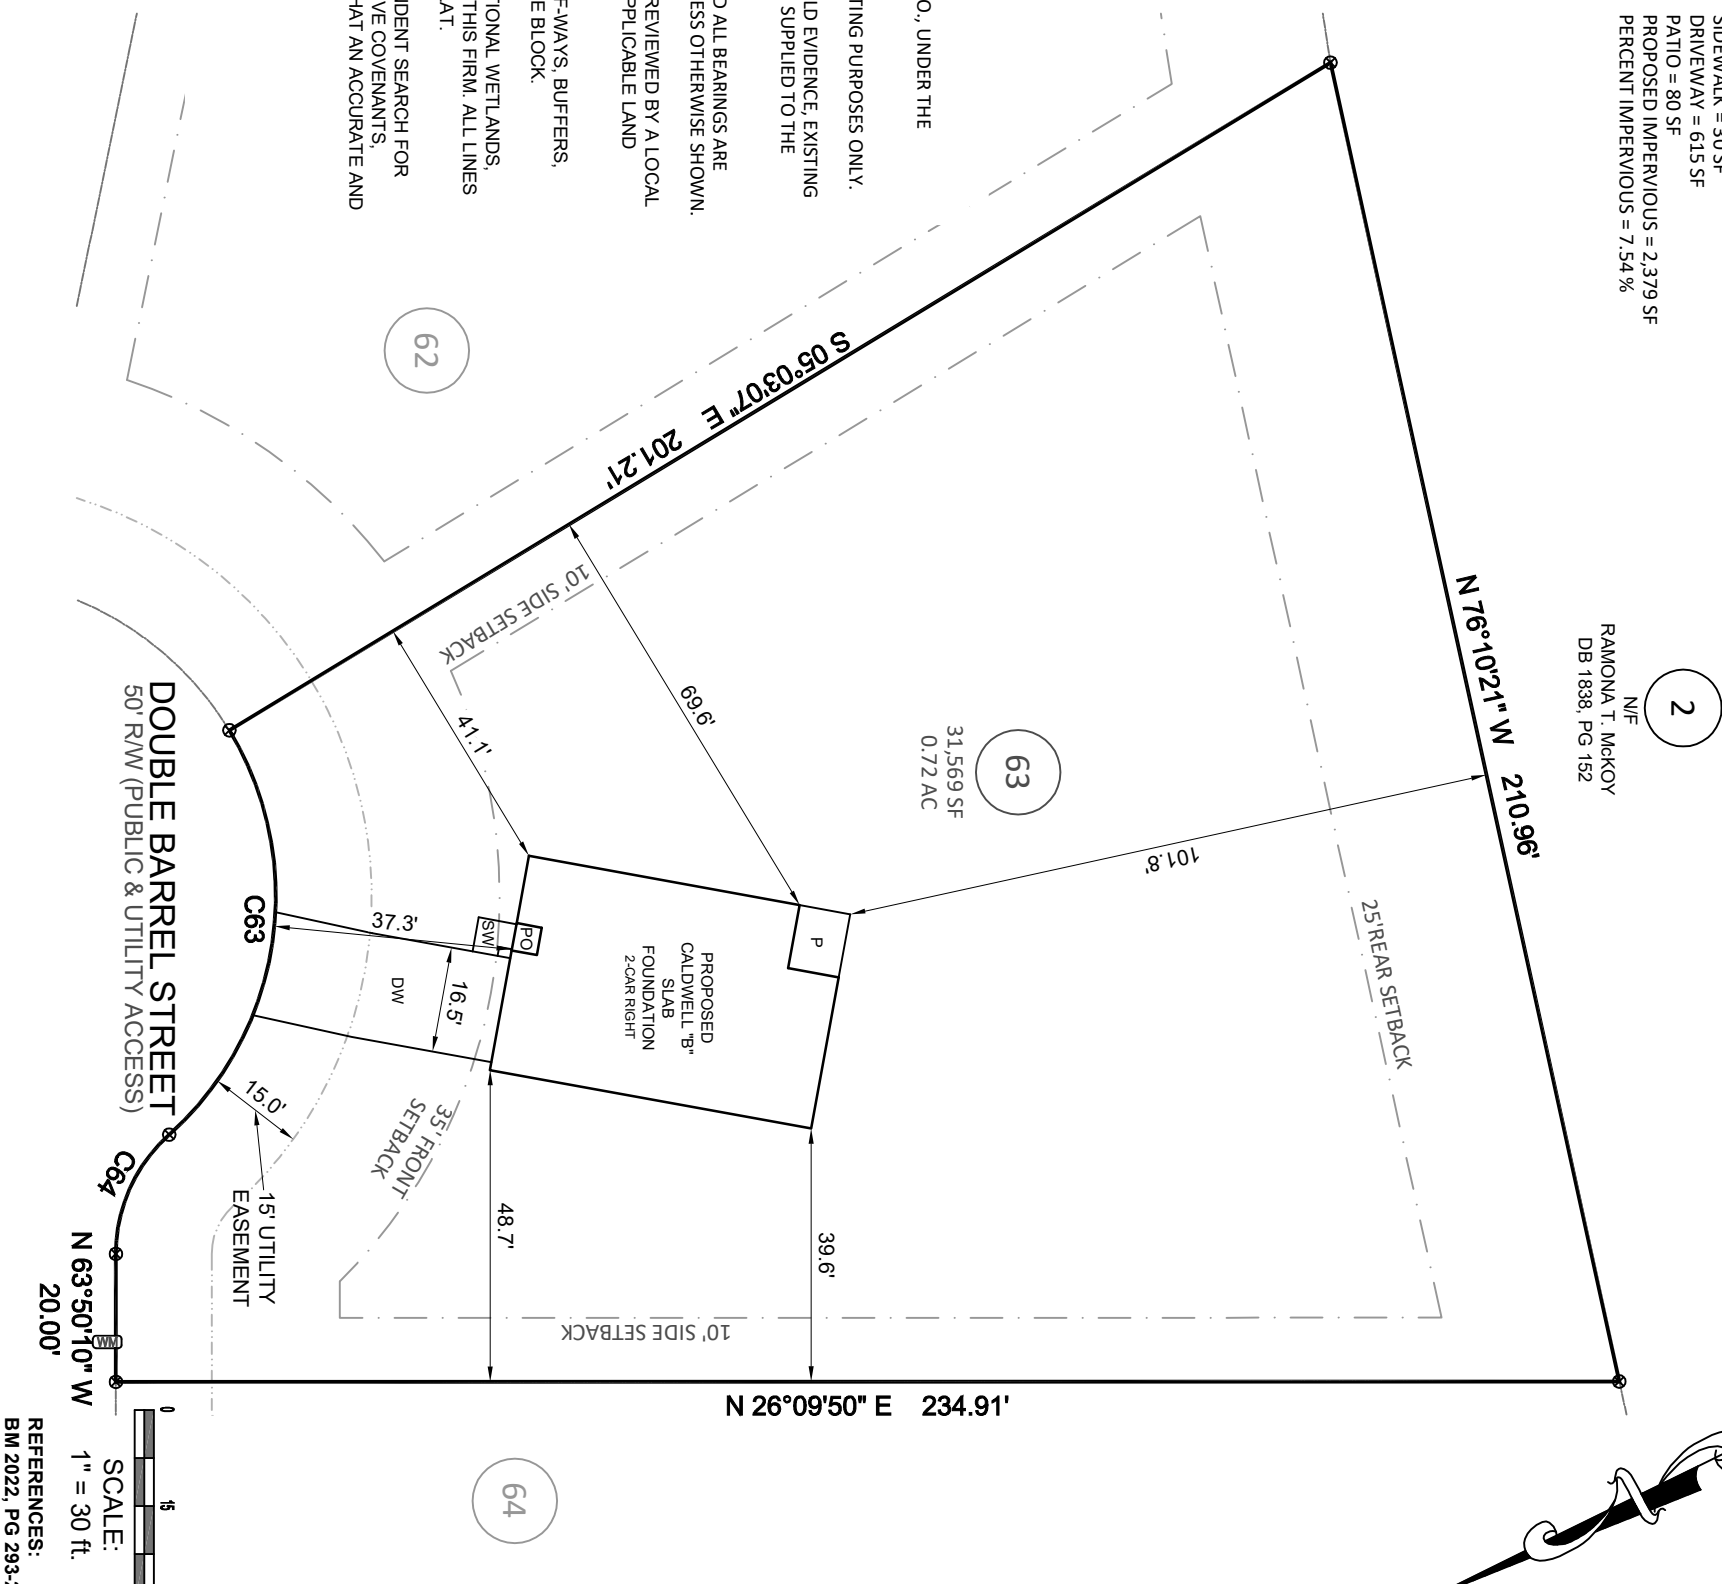 DRIVEWAY = 615 SF
PATIO = 80 SF
PROPOSED IMPERVIOUS = 2,379 SF
PERCENT IMPERVIOUS = 7.54 %
UNDER THE
TING PURPOSES ONLY.
LD EVIDENCE, EXISTING
SUPPLIED TO THE
D ALL BEARINGS ARE
ESS OTHERWISE SHOWN.
REVIEWED BY A LOCAL
PPLICABLE LAND
F-WAYS, BUFFERS,
E BLOCK.
TIONAL WETLANDS,
THIS FIRM. ALL LINES
AT.
DENT SEARCH FOR
VE COVENANTS,
HAT AN ACCURATE AND
2
N/F
RAMONA T. McKOY
DB 1838, PG 152
N 76°10'21" W 210.96'
S 05°03'07" E 201.21'
N 26°09'50" E 234.91'
N 63°50'10" W
20.00'
62
63
31,569 SF
0.72 AC
64
25'REAR SETBACK
10' SIDE SETBACK
10' SIDE SETBACK
35' FRONT
SETBACK
101.8'
69.6'
41.1'
37.3'
16.5'
39.6'
48.7'
15.0'
P
PO
SW
DW
PROPOSED
CALDWELL "B"
SLAB
FOUNDATION
2-CAR RIGHT
15' UTILITY
EASEMENT
C63
C64
WM
DOUBLE BARREL STREET
50' R/W (PUBLIC & UTILITY ACCESS)
0 15
SCALE:
1" = 30 ft.
REFERENCES:
BM 2022, PG 293-